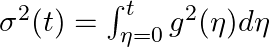 σ²(t) = ∫_{η=0}^{t} g²(η)dη